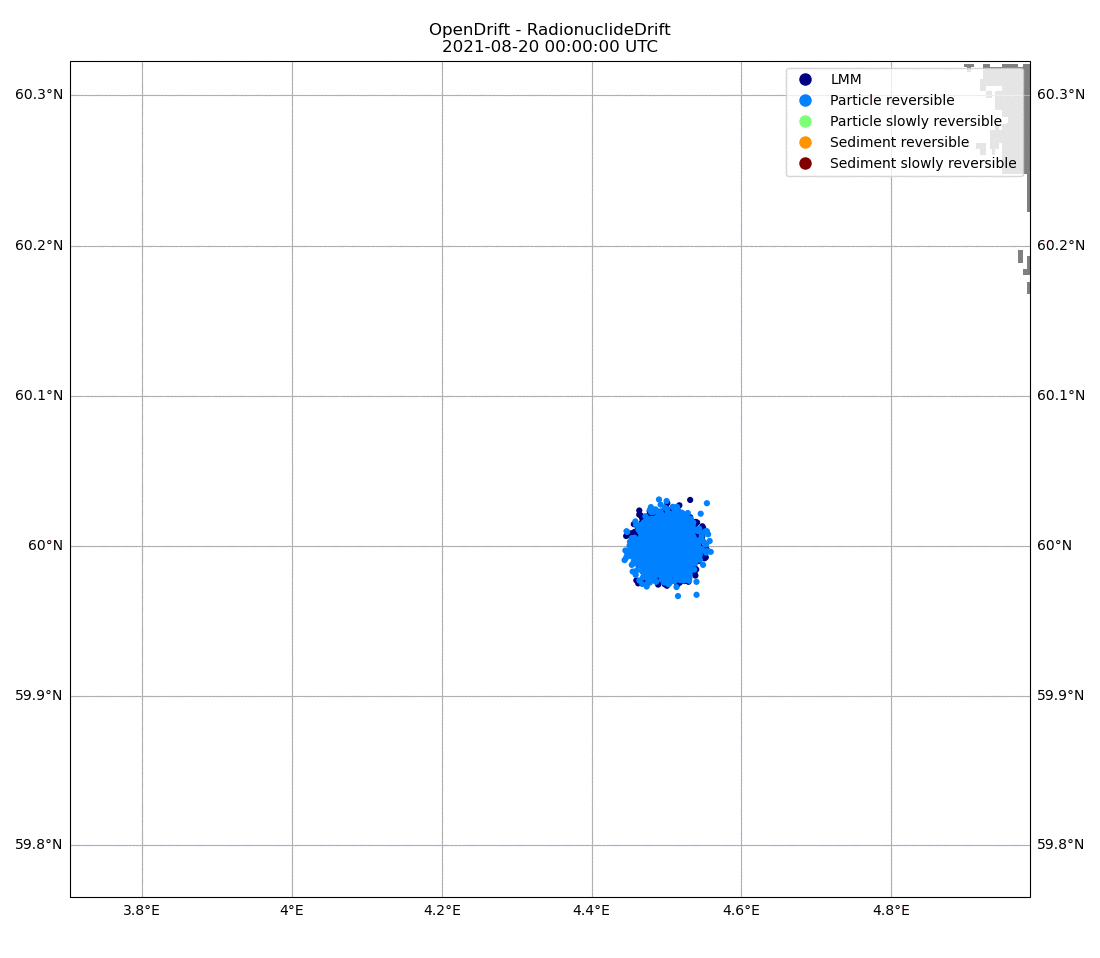 OpenDrift - RadionuclideDrift
2021-08-20 00:00:00 UTC
LMM
Particle reversible
Particle slowly reversible
Sediment reversible
Sediment slowly reversible
60.3°N
60.3°N
60.2°N
60.2°N
60.1°N
60.1°N
60°N
60°N
59.9°N
59.9°N
59.8°N
59.8°N
3.8°E
4°E
4.2°E
4.4°E
4.6°E
4.8°E